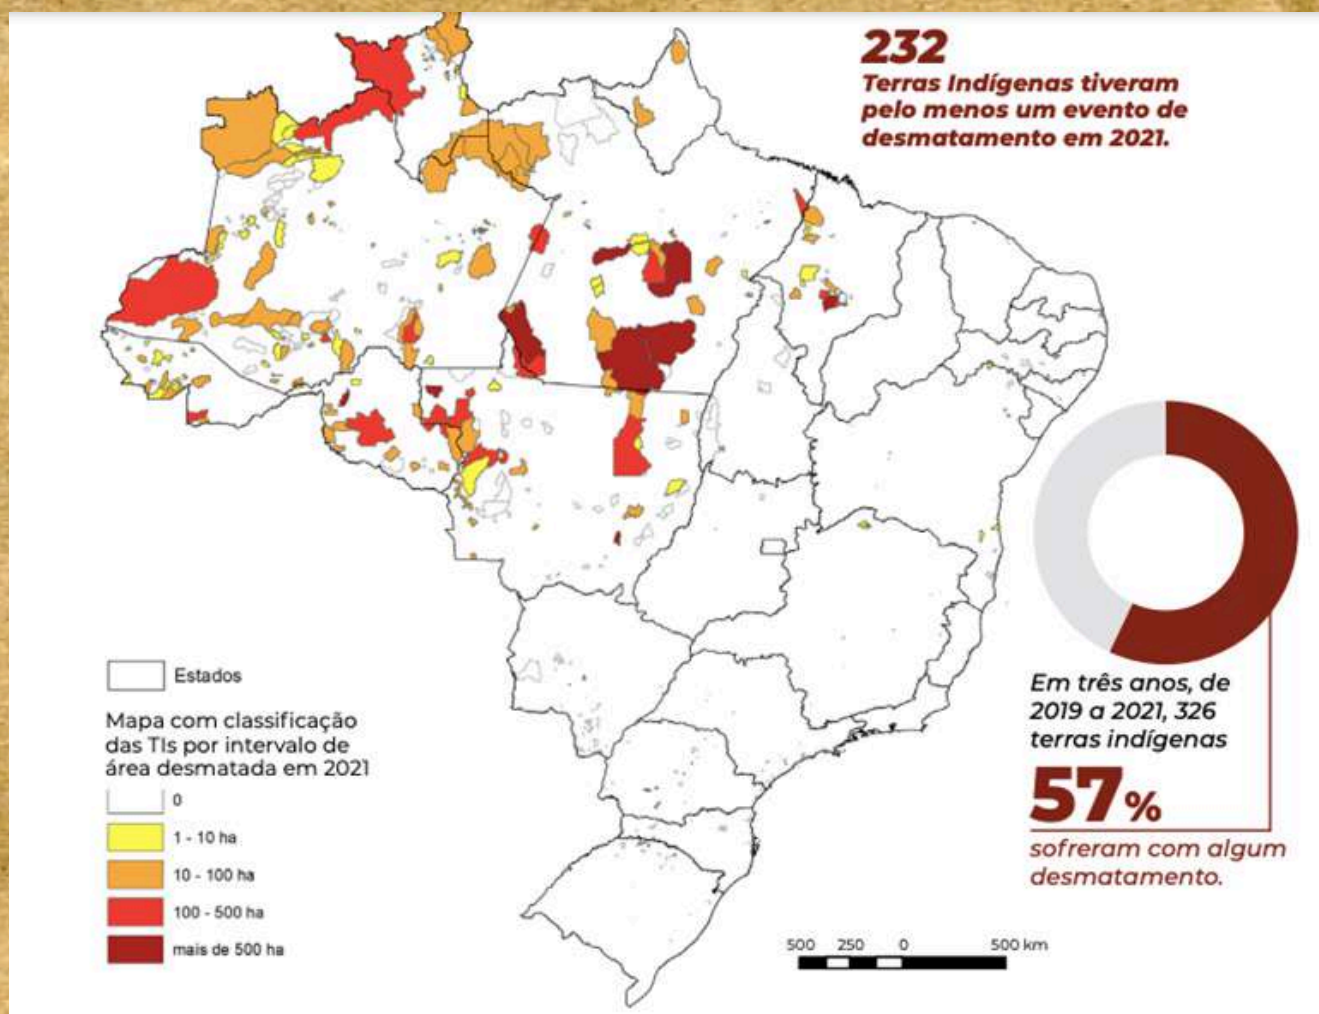 232
Terras Indígenas tiveram
pelo menos um evento de
desmatamento em 2021.
Em três anos, de
2019 a 2021, 326
terras indígenas
57%
sofreram com algum
desmatamento.
Estados
Mapa com classificação
das TIs por intervalo de
área desmatada em 2021
0
1 - 10 ha
10 - 100 ha
100 - 500 ha
mais de 500 ha
500 250 0 500 km